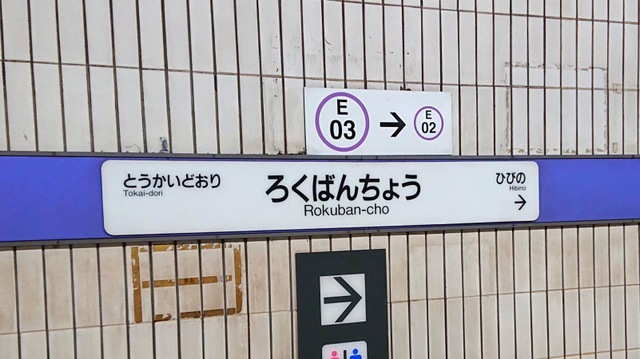 E
03
→
E
02
とうかいどおり
Tokai-dori
ろくばんちょう
Rokuban-cho
ひびの
Hibino
→
→